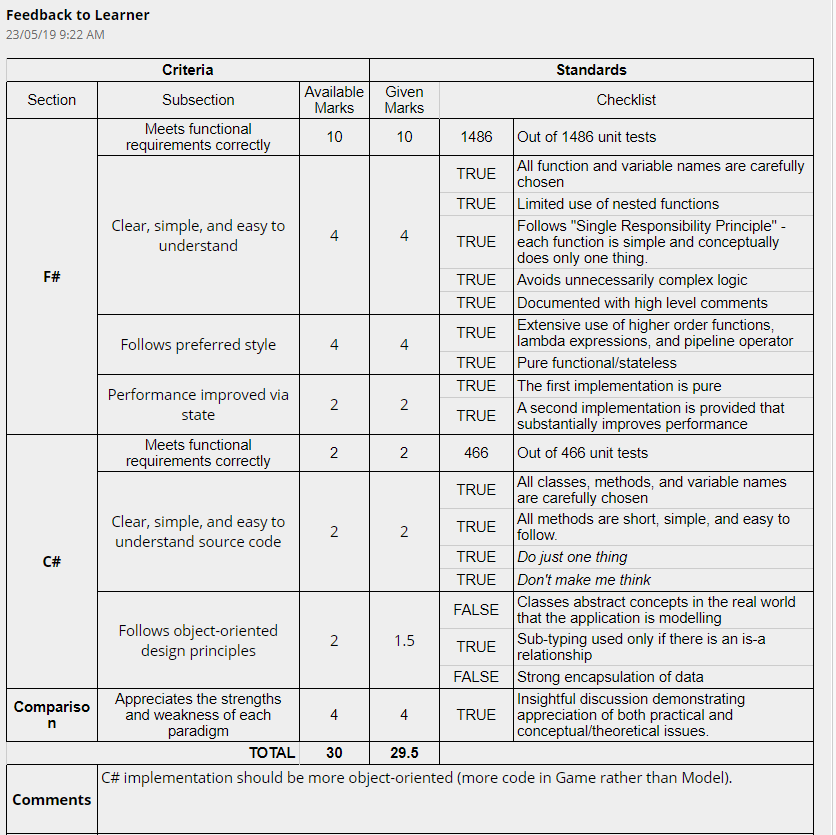 Feedback to Learner
23/05/19 9:22 AM
Criteria Standards
Section Subsection Available Marks Given Marks Checklist
F#
Meets functional
requirements correctly
10 10 1486 Out of 1486 unit tests
Clear, simple, and easy to
understand
4 4
TRUE All function and variable names are carefully
chosen
TRUE Limited use of nested functions
TRUE Follows "Single Responsibility Principle" -
each function is simple and conceptually
does only one thing.
TRUE Avoids unnecessarily complex logic
TRUE Documented with high level comments
Follows preferred style
4 4
TRUE Extensive use of higher order functions,
lambda expressions, and pipeline operator
TRUE Pure functional/stateless
Performance improved via
state
2 2
TRUE The first implementation is pure
TRUE A second implementation is provided that
substantially improves performance
C#
Meets functional
requirements correctly
2 2 466 Out of 466 unit tests
Clear, simple, and easy to
understand source code
2 2
TRUE All classes, methods, and variable names
are carefully chosen
TRUE All methods are short, simple, and easy to
follow.
TRUE Do just one thing
TRUE Don't make me think
Follows object-oriented
design principles
2 1.5
FALSE Classes abstract concepts in the real world
that the application is modelling
TRUE Sub-typing used only if there is an is-a
relationship
FALSE Strong encapsulation of data
Compariso
n
Appreciates the strengths
and weakness of each
paradigm
4 4
TRUE Insightful discussion demonstrating
appreciation of both practical and
conceptual/theoretical issues.
TOTAL 30 29.5
Comments
C# implementation should be more object-oriented (more code in Game rather than Model).